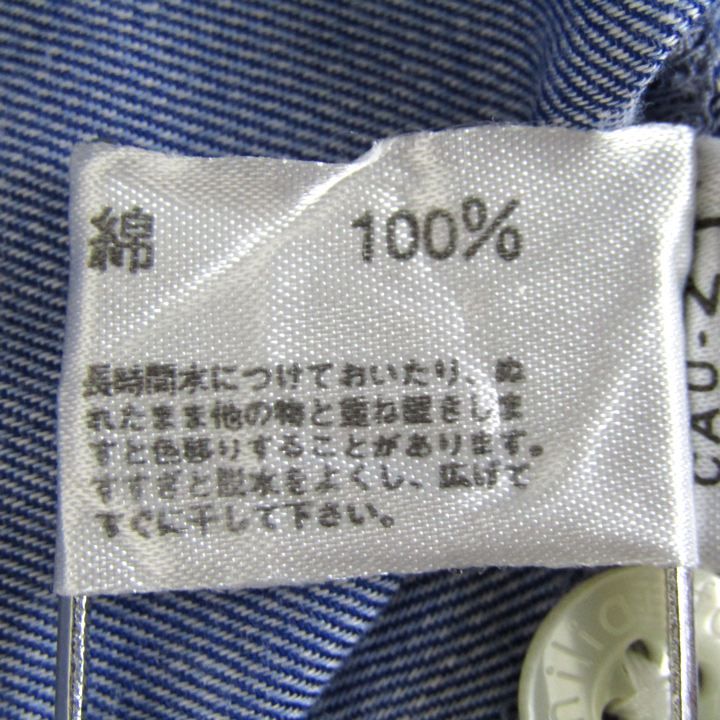 綿 100%
長時間水につけておいたり、ぬ
れたまま他の物と重ね置きしま
すと色移りすることがあります。
すすぎと脱水をよくし、広げて
すぐに干して下さい。
CAU-Z